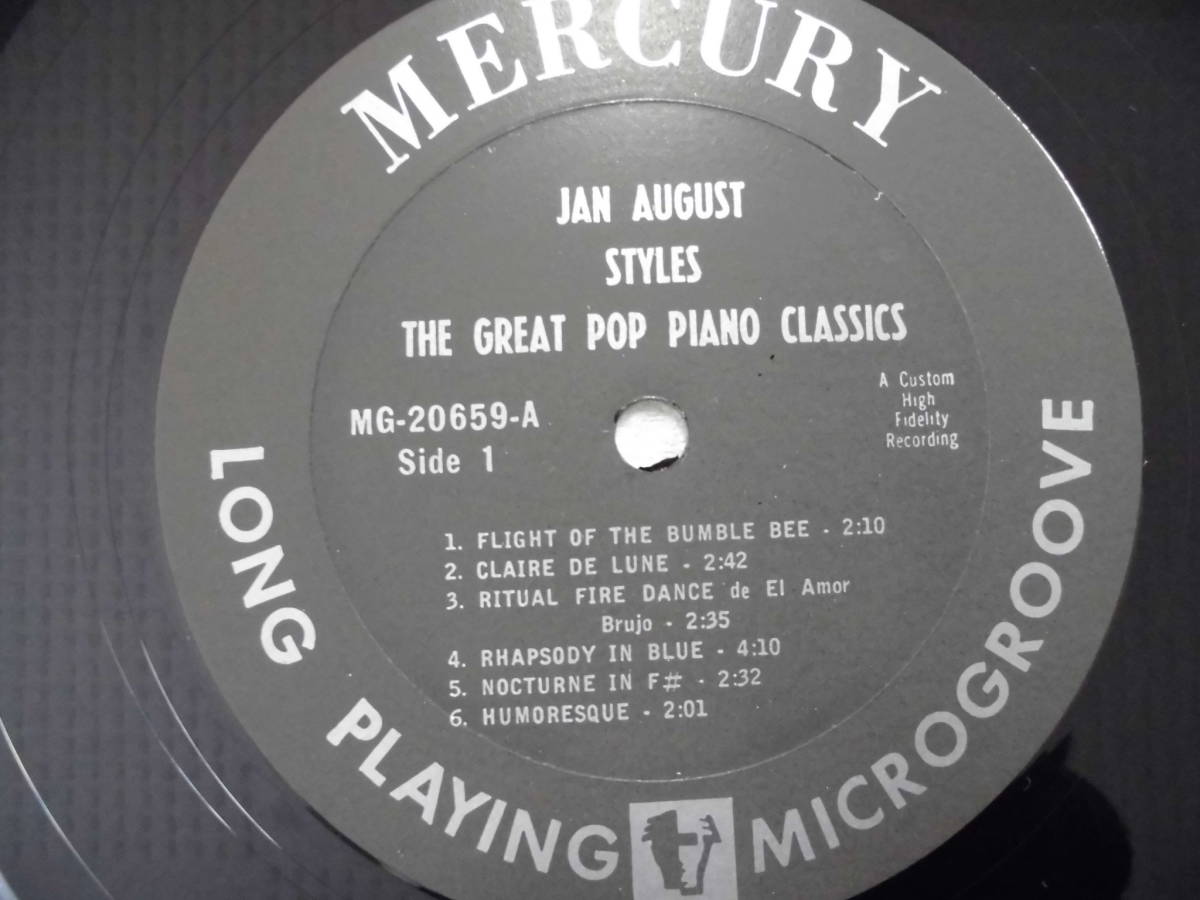 MERCURY
JAN AUGUST
STYLES
THE GREAT POP PIANO CLASSICS
A Custom
High
Fidelity
Recording
MG-20659-A
Side 1
1. FLIGHT OF THE BUMBLE BEE - 2:10
2. CLAIRE DE LUNE - 2:42
3. RITUAL FIRE DANCE de El Amor
Brujo - 2:35
4. RHAPSODY IN BLUE - 4:10
5. NOCTURNE IN F# - 2:32
6. HUMORESQUE - 2:01
LONG PLAYING MICROGROOVE